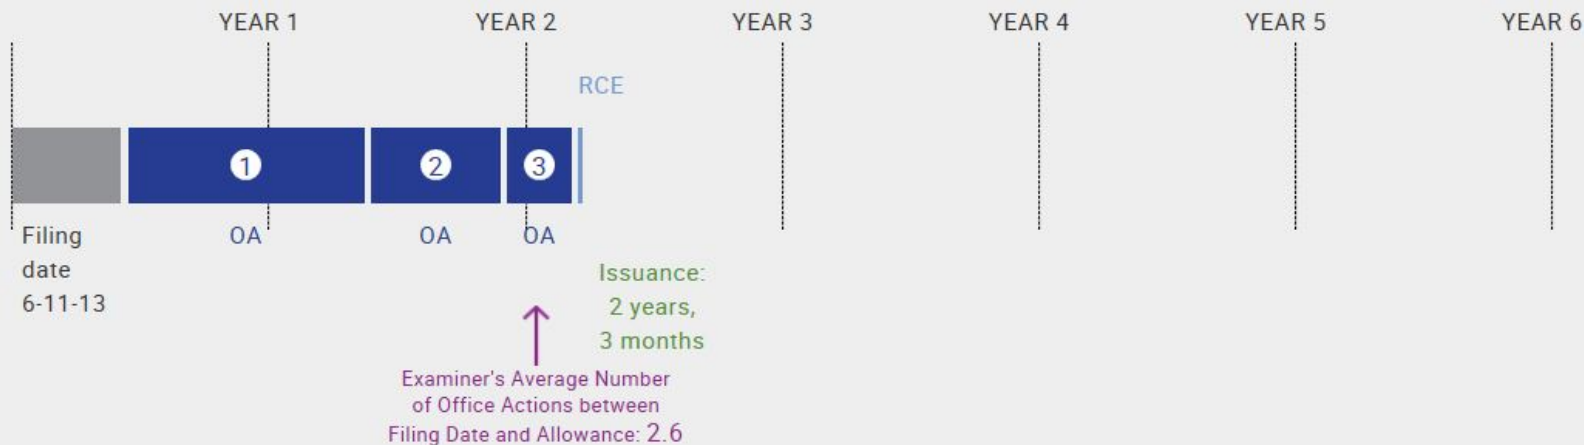 YEAR 1
YEAR 2
YEAR 3
YEAR 4
YEAR 5
YEAR 6
RCE
1
2
3
Filing
date
6-11-13
OA
OA
OA
Issuance:
2 years,
3 months
Examiner's Average Number
of Office Actions between
Filing Date and Allowance: 2.6